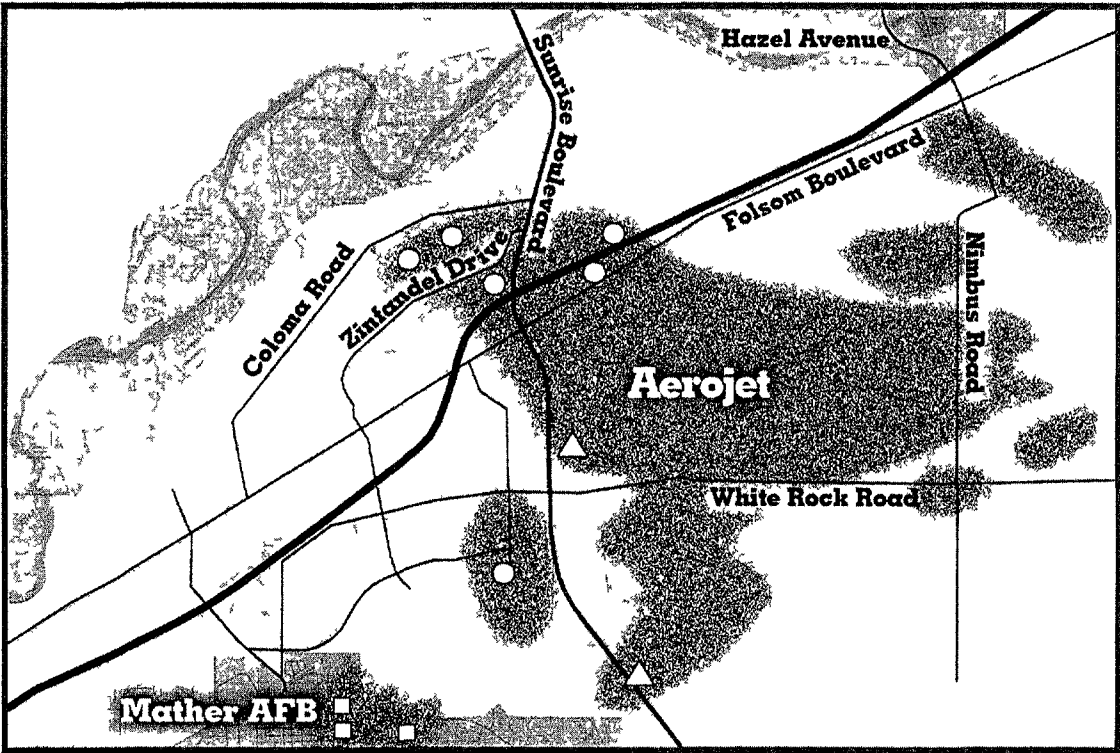 Hazel Avenue
Sunrise Boulevard
Folsom Boulevard
Coloma Road
Zinfandel Drive
Nimbus Road
Aerojet
White Rock Road
Mather AFB